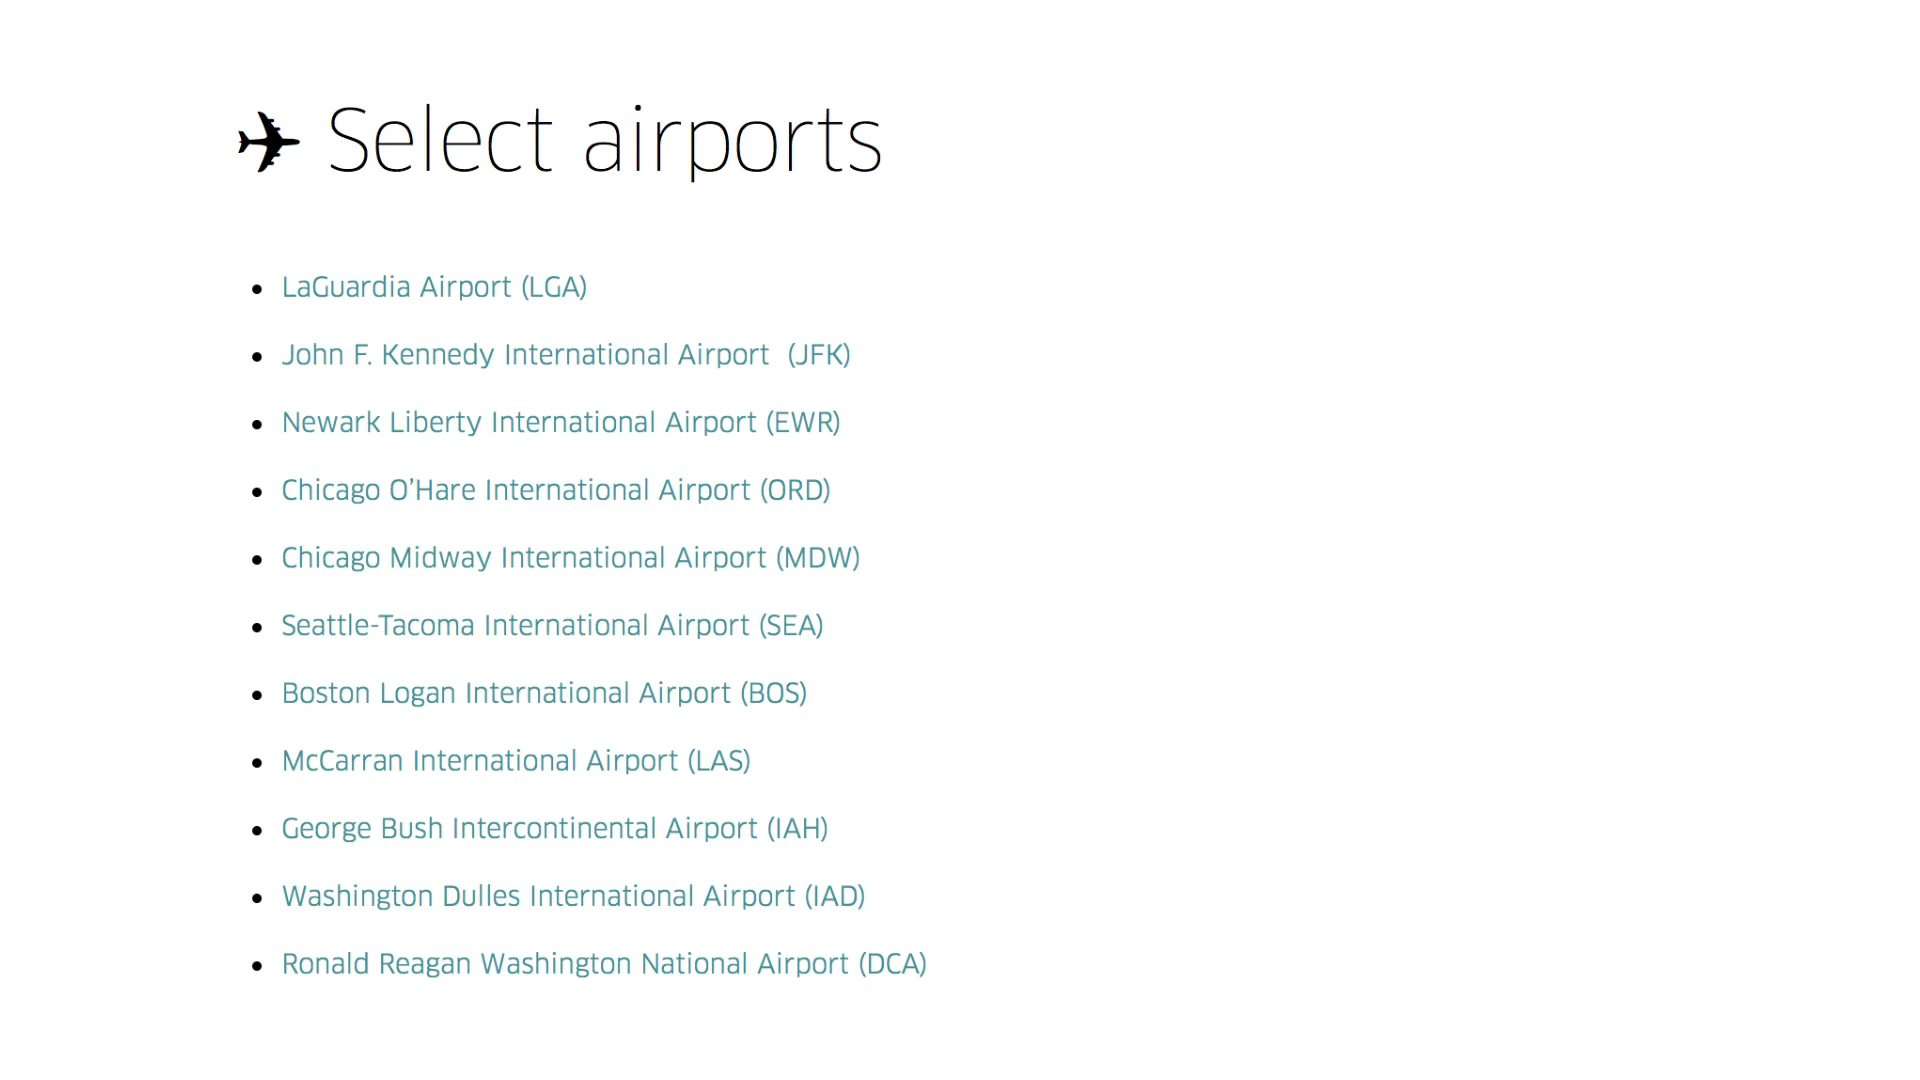 ✈ Select airports
• LaGuardia Airport (LGA)
• John F. Kennedy International Airport  (JFK)
• Newark Liberty International Airport (EWR)
• Chicago O’Hare International Airport (ORD)
• Chicago Midway International Airport (MDW)
• Seattle-Tacoma International Airport (SEA)
• Boston Logan International Airport (BOS)
• McCarran International Airport (LAS)
• George Bush Intercontinental Airport (IAH)
• Washington Dulles International Airport (IAD)
• Ronald Reagan Washington National Airport (DCA)